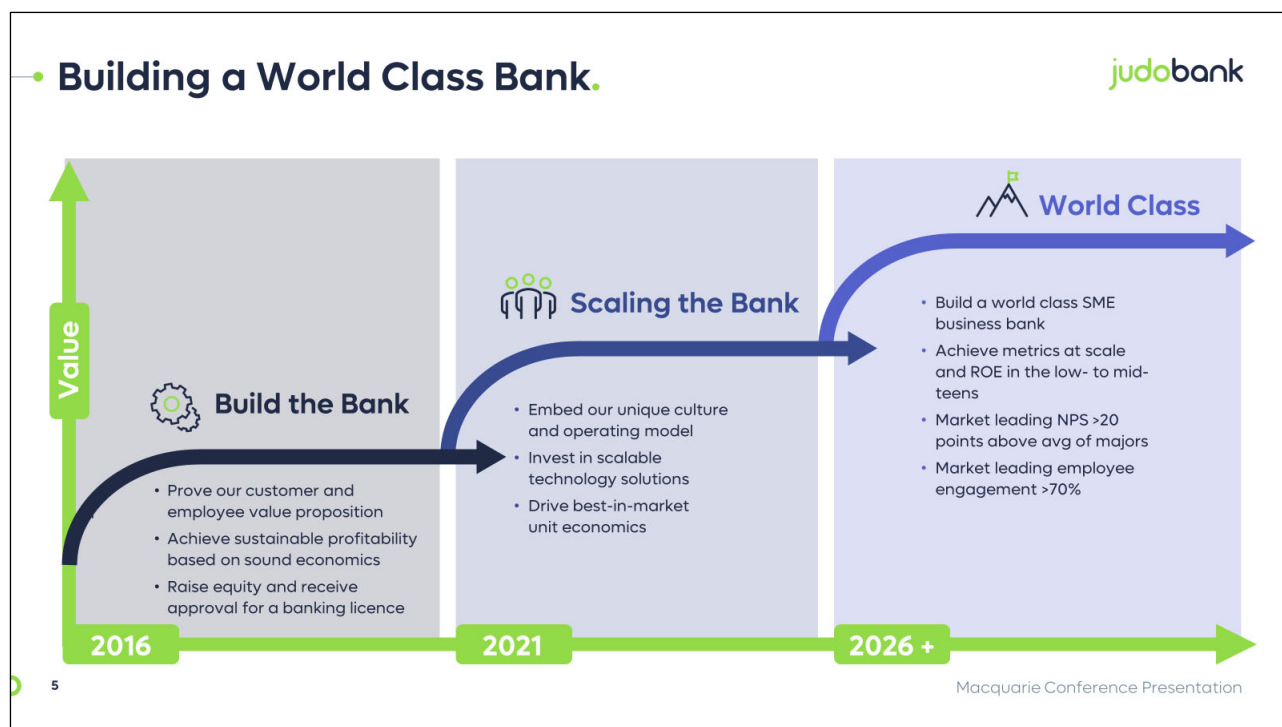 Building a World Class Bank.
judobank
Value
Build the Bank
• Prove our customer and
employee value proposition
• Achieve sustainable profitability
based on sound economics
• Raise equity and receive
approval for a banking licence
Scaling the Bank
• Embed our unique culture
and operating model
• Invest in scalable
technology solutions
• Drive best-in-market
unit economics
World Class
• Build a world class SME
business bank
• Achieve metrics at scale
and ROE in the low- to mid-
teens
• Market leading NPS >20
points above avg of majors
• Market leading employee
engagement >70%
2016
2021
2026 +
5
Macquarie Conference Presentation